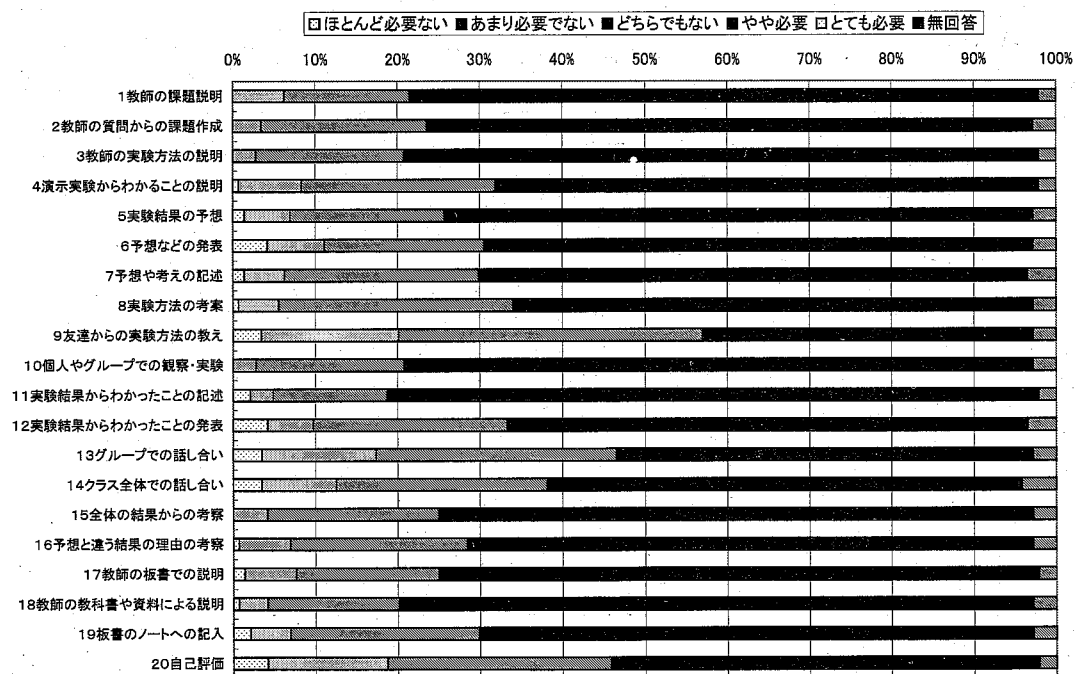 ほとんど必要ない あまり必要でない どちらでもない やや必要 とても必要 無回答
0% 10% 20% 30% 40% 50% 60% 70% 80% 90% 100%
1教師の課題説明
2教師の質問からの課題作成
3教師の実験方法の説明
4演示実験からわかることの説明
5実験結果の予想
6予想などの発表
7予想や考えの記述
8実験方法の考案
9友達からの実験方法の教え
10個人やグループでの観察・実験
11実験結果からわかったことの記述
12実験結果からわかったことの発表
13グループでの話し合い
14クラス全体での話し合い
15全体の結果からの考察
16予想と違う結果の理由の考察
17教師の板書での説明
18教師の教科書や資料による説明
19板書のノートへの記入
20自己評価